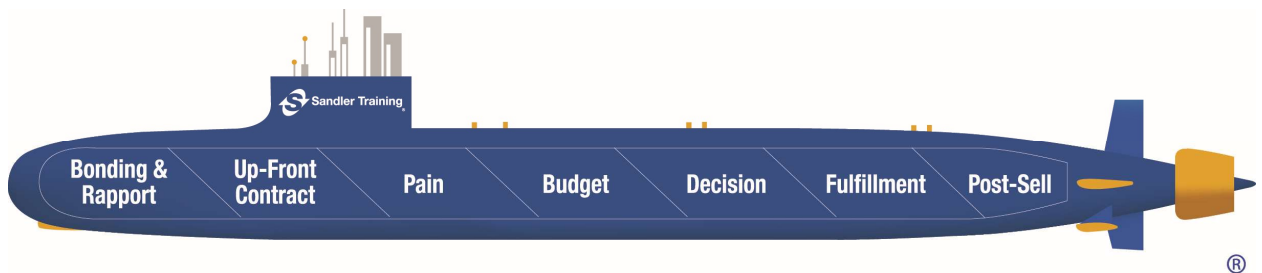 Sandler Training®
Bonding &
Rapport
Up-Front
Contract
Pain
Budget
Decision
Fulfillment
Post-Sell
®